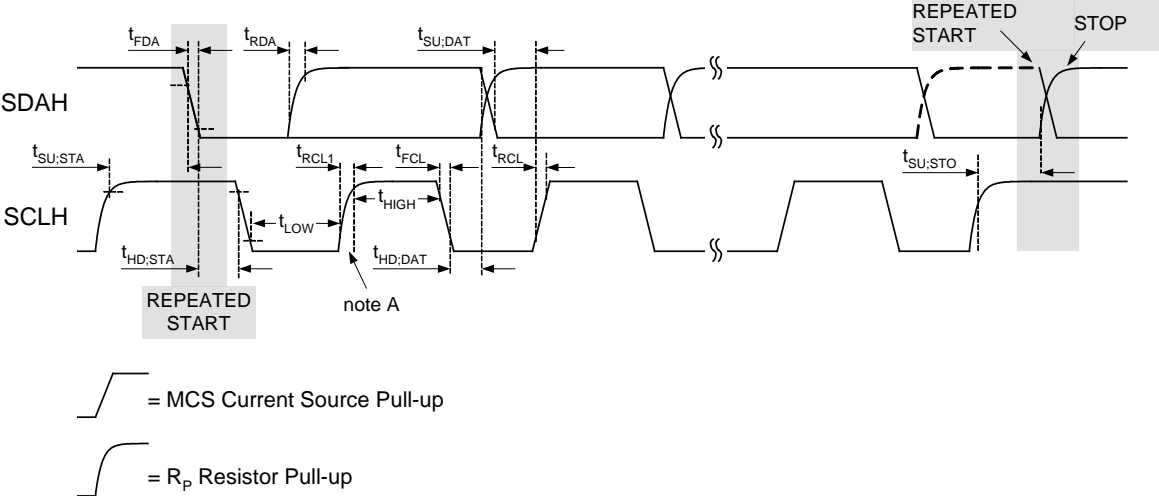 REPEATED
START
STOP
tFDA
tRDA
tSU;DAT
SDAH
tSU;STA
tRCL1
tFCL
tRCL
tSU;STO
SCLH
tLOW
tHIGH
tHD;STA
tHD;DAT
REPEATED
START
note A
= MCS Current Source Pull-up
= RP Resistor Pull-up